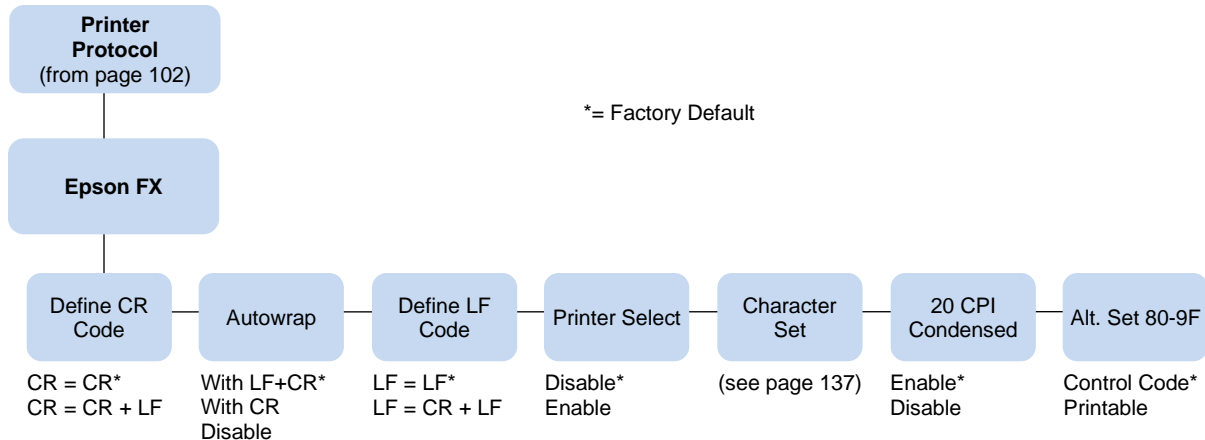 Printer
Protocol
(from page 102)
*= Factory Default
Epson FX
Define CR
Code
Autowrap
Define LF
Code
Printer Select
Character
Set
20 CPI
Condensed
Alt. Set 80-9F
CR = CR*
CR = CR + LF
With LF+CR*
With CR
Disable
LF = LF*
LF = CR + LF
Disable*
Enable
(see page 137)
Enable*
Disable
Control Code*
Printable